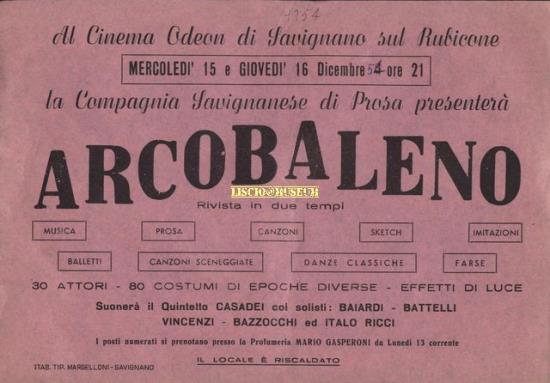 1954
Al Cinema Odeon di Savignano sul Rubicone
MERCOLEDI' 15 e GIOVEDI' 16 Dicembre 54 ore 21
la Compagnia Savignanese di Prosa presenterà
ARCOBALENO
LISCIO@MUSEUM
Rivista in due tempi
MUSICA PROSA CANZONI SKETCH IMITAZIONI
BALLETTI CANZONI SCENEGGIATE DANZE CLASSICHE FARSE
30 ATTORI - 80 COSTUMI DI EPOCHE DIVERSE - EFFETTI DI LUCE
Suonerà il Quintetto CASADEI coi solisti: BAIARDI - BATTELLI
VINCENZI - BAZZOCCHI ed ITALO RICCI
I posti numerati si prenotano presso la Profumeria MARIO GASPERONI da Lunedì 13 corrente
IL LOCALE È RISCALDATO
STAB. TIP. MARGELLONI - SAVIGNANO